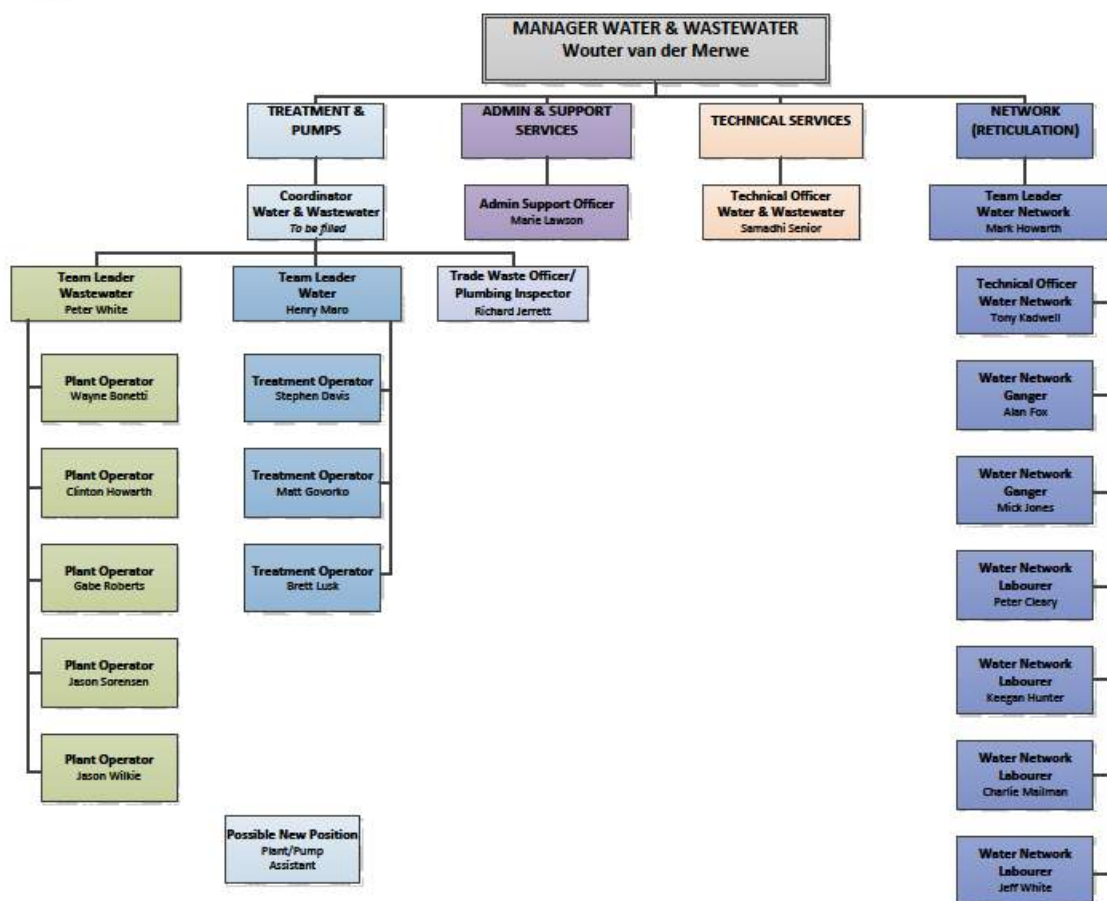 MANAGER WATER & WASTEWATER
Wouter van der Merwe
TREATMENT &
PUMPS
ADMIN & SUPPORT
SERVICES
TECHNICAL SERVICES
NETWORK
(RETICULATION)
Coordinator
Water & Wastewater
To be filled
Admin Support Officer
Marie Lawson
Technical Officer
Water & Wastewater
Samadhi Senior
Team Leader
Water Network
Mark Howarth
Team Leader
Wastewater
Peter White
Team Leader
Water
Henry Maro
Trade Waste Officer/
Plumbing Inspector
Richard Jerrett
Plant Operator
Wayne Bonetti
Plant Operator
Clinton Howarth
Plant Operator
Gabe Roberts
Plant Operator
Jason Sorensen
Plant Operator
Jason Wilkie
Treatment Operator
Stephen Davis
Treatment Operator
Matt Govorko
Treatment Operator
Brett Lusk
Possible New Position
Plant/Pump
Assistant
Technical Officer
Water Network
Tony Kadwell
Water Network
Ganger
Alan Fox
Water Network
Ganger
Mick Jones
Water Network
Labourer
Peter Cleary
Water Network
Labourer
Keegan Hunter
Water Network
Labourer
Charlie Mailman
Water Network
Labourer
Jeff White